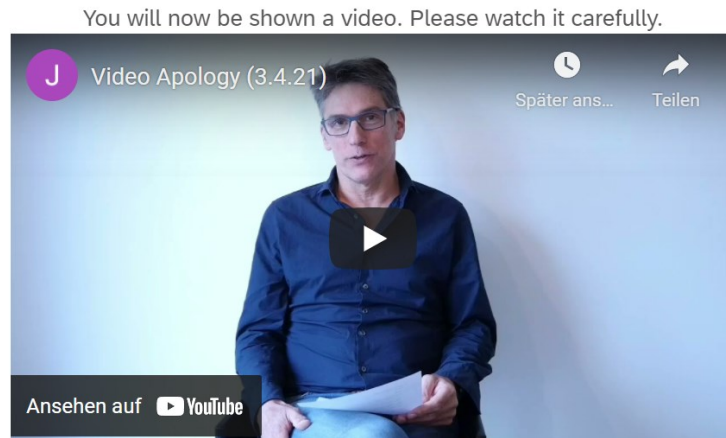 You will now be shown a video. Please watch it carefully.
J
Video Apology (3.4.21)
Später ans...
Teilen
Ansehen auf YouTube